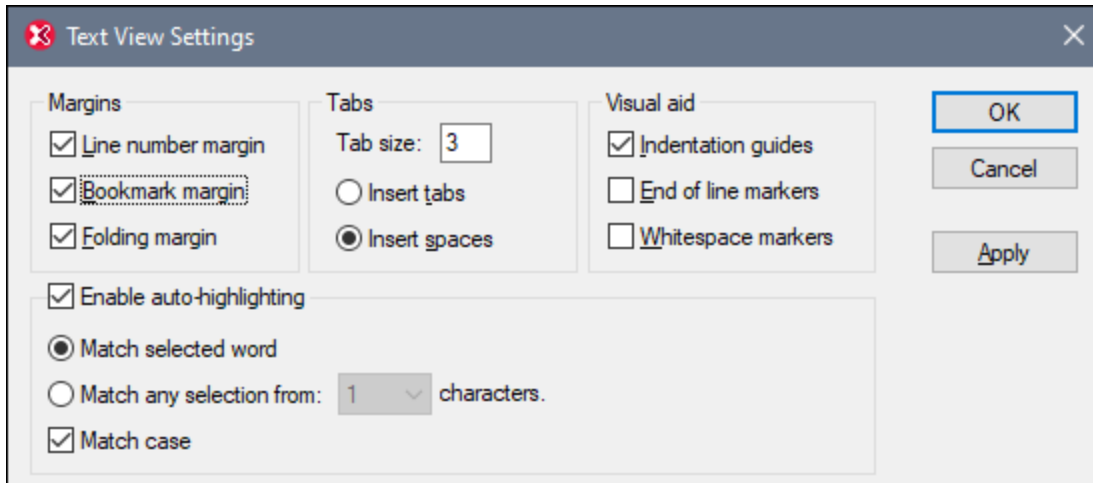 Text View Settings
Margins
Line number margin
Bookmark margin
Folding margin
Tabs
Tab size: 3
Insert tabs
Insert spaces
Visual aid
Indentation guides
End of line markers
Whitespace markers
OK
Cancel
Apply
Enable auto-highlighting
Match selected word
Match any selection from: 1 characters.
Match case